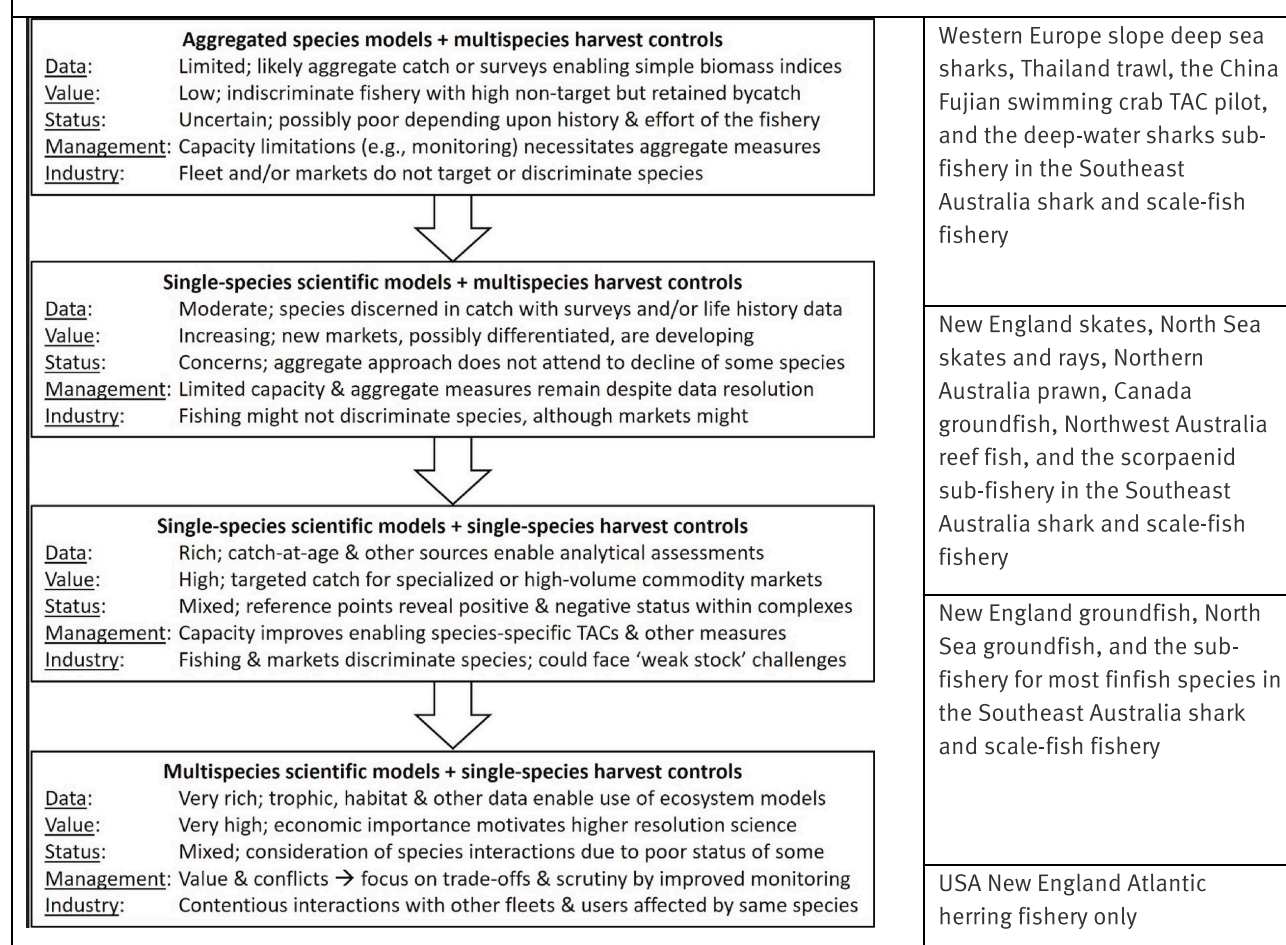 Aggregated species models + multispecies harvest controls
Data: Limited; likely aggregate catch or surveys enabling simple biomass indices
Value: Low; indiscriminate fishery with high non-target but retained bycatch
Status: Uncertain; possibly poor depending upon history & effort of the fishery
Management: Capacity limitations (e.g., monitoring) necessitates aggregate measures
Industry: Fleet and/or markets do not target or discriminate species
Western Europe slope deep sea
sharks, Thailand trawl, the China
Fujian swimming crab TAC pilot,
and the deep-water sharks sub-
fishery in the Southeast
Australia shark and scale-fish
fishery
Single-species scientific models + multispecies harvest controls
Data: Moderate; species discerned in catch with surveys and/or life history data
Value: Increasing; new markets, possibly differentiated, are developing
Status: Concerns; aggregate approach does not attend to decline of some species
Management: Limited capacity & aggregate measures remain despite data resolution
Industry: Fishing might not discriminate species, although markets might
New England skates, North Sea
skates and rays, Northern
Australia prawn, Canada
groundfish, Northwest Australia
reef fish, and the scorpaenid
sub-fishery in the Southeast
Australia shark and scale-fish
fishery
Single-species scientific models + single-species harvest controls
Data: Rich; catch-at-age & other sources enable analytical assessments
Value: High; targeted catch for specialized or high-volume commodity markets
Status: Mixed; reference points reveal positive & negative status within complexes
Management: Capacity improves enabling species-specific TACs & other measures
Industry: Fishing & markets discriminate species; could face ‘weak stock’ challenges
New England groundfish, North
Sea groundfish, and the sub-
fishery for most finfish species in
the Southeast Australia shark
and scale-fish fishery
Multispecies scientific models + single-species harvest controls
Data: Very rich; trophic, habitat & other data enable use of ecosystem models
Value: Very high; economic importance motivates higher resolution science
Status: Mixed; consideration of species interactions due to poor status of some
Management: Value & conflicts → focus on trade-offs & scrutiny by improved monitoring
Industry: Contentious interactions with other fleets & users affected by same species
USA New England Atlantic
herring fishery only